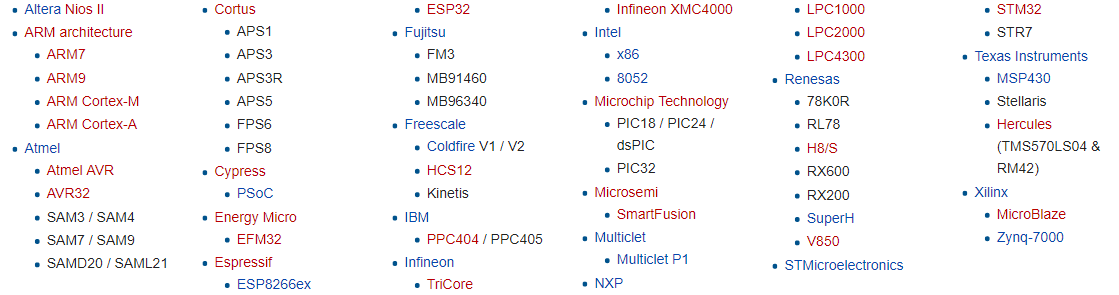 Altera Nios II
ARM architecture
ARM7
ARM9
ARM Cortex-M
ARM Cortex-A
Atmel
Atmel AVR
AVR32
SAM3 / SAM4
SAM7 / SAM9
SAMD20 / SAML21
Cortus
APS1
APS3
APS3R
APS5
FPS6
FPS8
Cypress
PSoC
Energy Micro
EFM32
Espressif
ESP8266ex
ESP32
Fujitsu
FM3
MB91460
MB96340
Freescale
Coldfire V1 / V2
HCS12
Kinetis
IBM
PPC404 / PPC405
Infineon
TriCore
Infineon XMC4000
Intel
x86
8052
Microchip Technology
PIC18 / PIC24 /
dsPIC
PIC32
Microsemi
SmartFusion
Multiclet
Multiclet P1
NXP
LPC1000
LPC2000
LPC4300
Renesas
78K0R
RL78
H8/S
RX600
RX200
SuperH
V850
STMicroelectronics
STM32
STR7
Texas Instruments
MSP430
Stellaris
Hercules
(TMS570LS04 &
RM42)
Xilinx
MicroBlaze
Zynq-7000